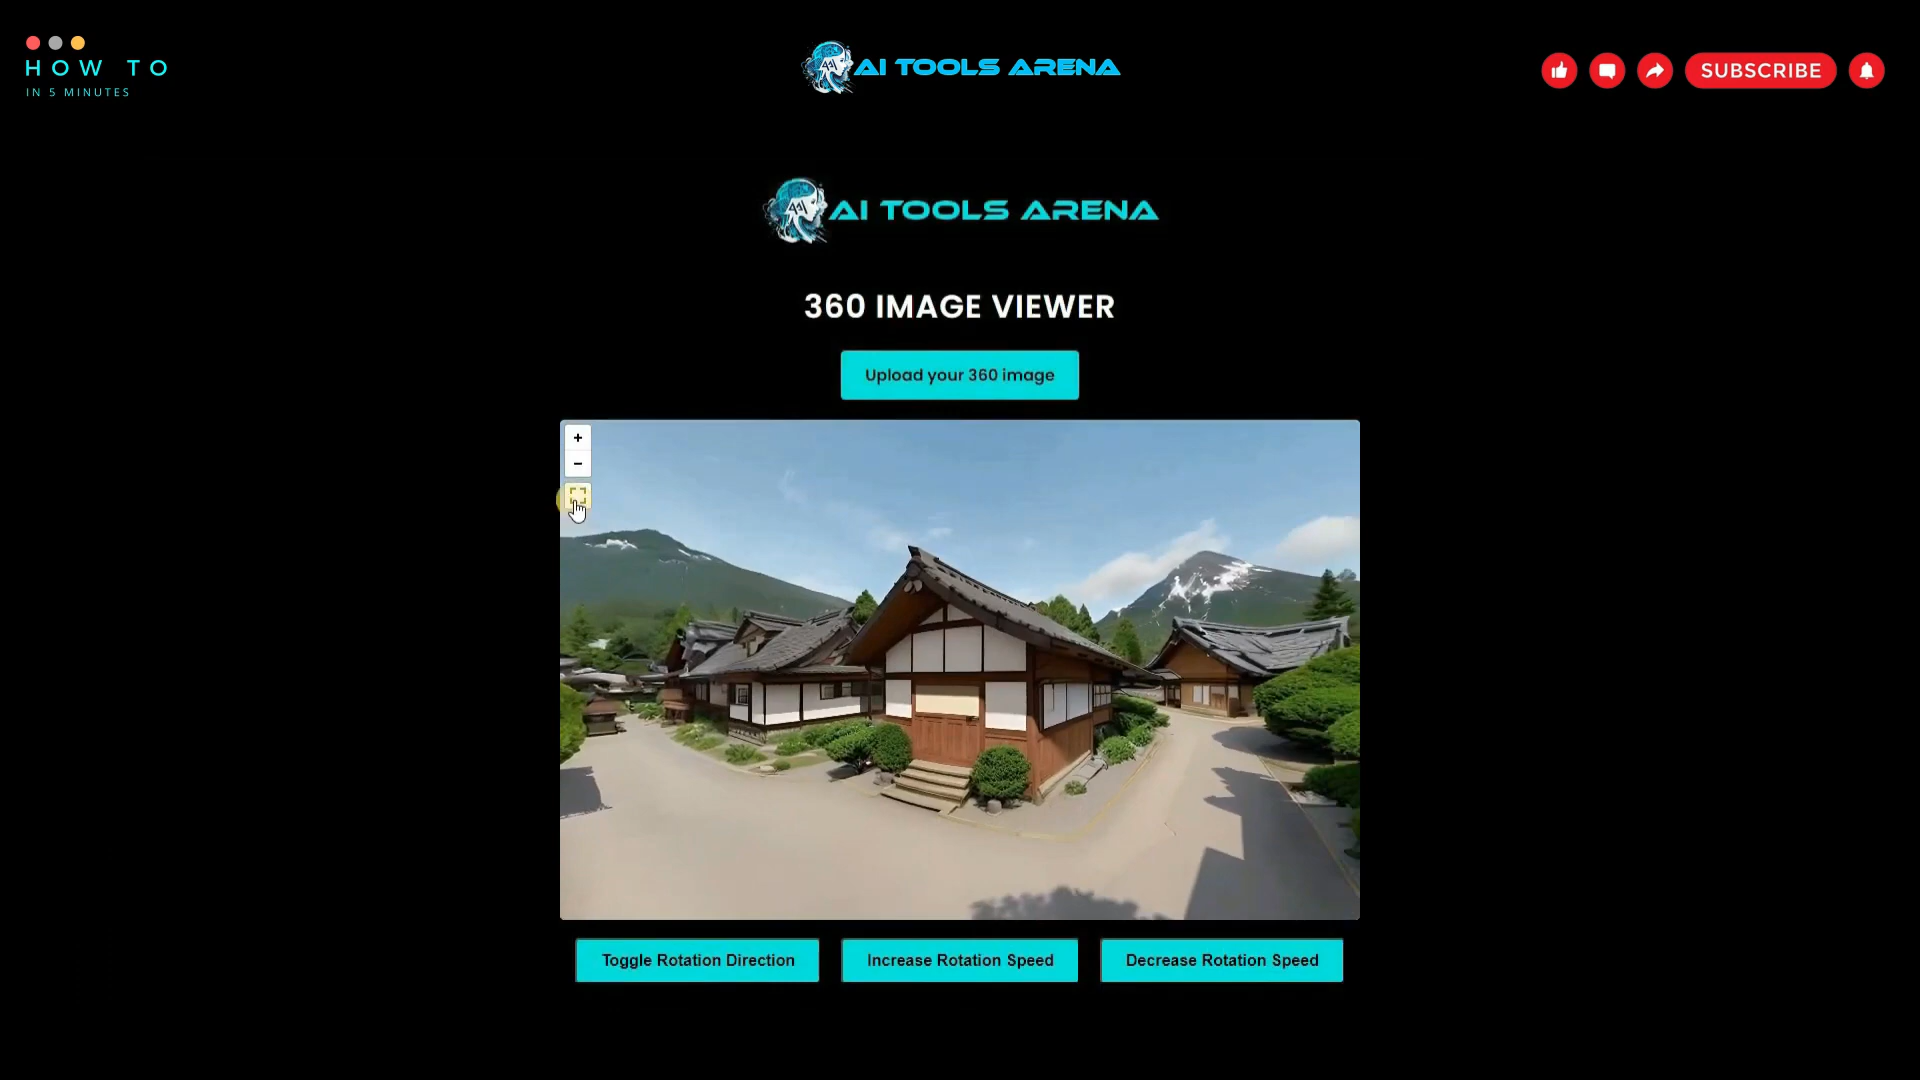 HOW TO
IN 5 MINUTES
AI TOOLS ARENA
SUBSCRIBE
AI TOOLS ARENA
360 IMAGE VIEWER
Upload your 360 image
+
−
Toggle Rotation Direction
Increase Rotation Speed
Decrease Rotation Speed